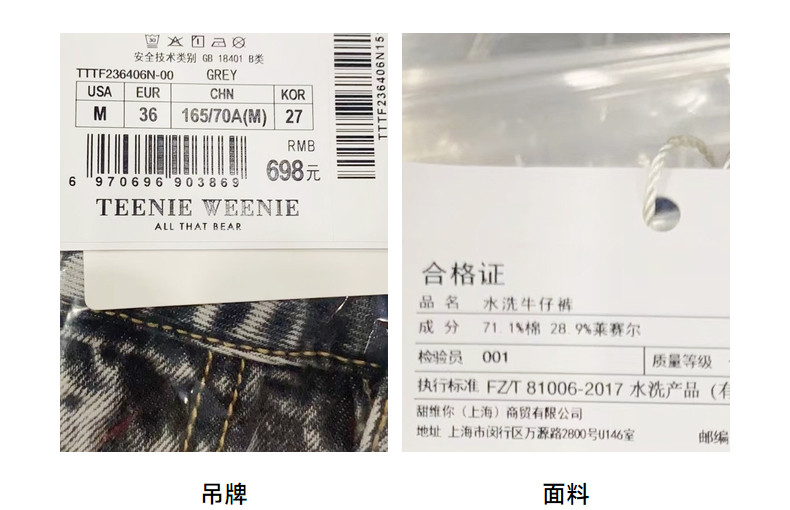 安全技术类别 GB 18401 B类
TTTF236406N-00 GREY
USA EUR CHN KOR
M 36 165/70A(M) 27
RMB
698元
6 970696 903869
TEENIE WEENIE
ALL THAT BEAR
TTTF236406N15
合格证
品 名 水洗牛仔裤
成 分 71.1%棉 28.9%莱赛尔
检验员 001 质量等级
执行标准 FZ/T 81006-2017 水洗产品（有
甜维你（上海）商贸有限公司
地址 上海市闵行区万源路2800号U146室 邮编
吊牌
面料